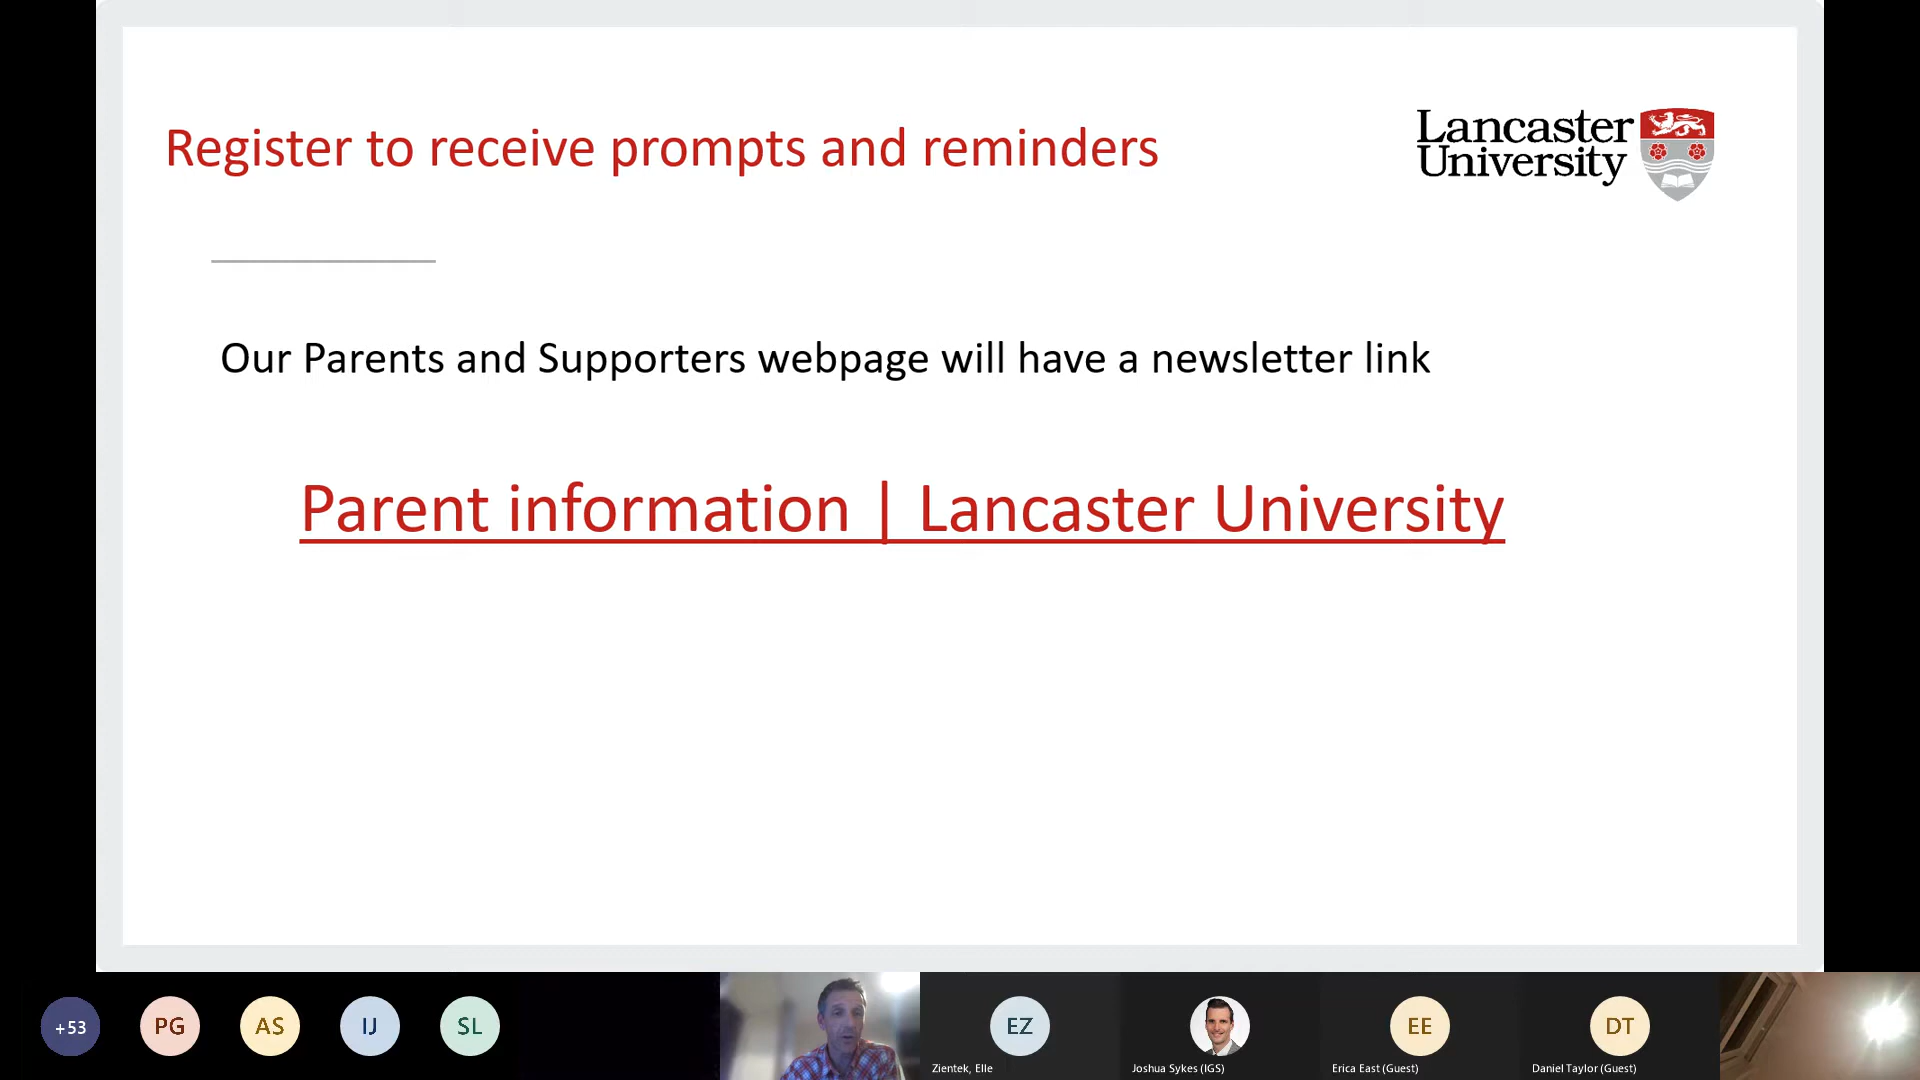 Register to receive prompts and reminders
Lancaster
University
Our Parents and Supporters webpage will have a newsletter link
Parent information | Lancaster University
+53
PG
AS
IJ
SL
EZ
Zientek, Elle
Joshua Sykes (IGS)
EE
Erica East (Guest)
DT
Daniel Taylor (Guest)